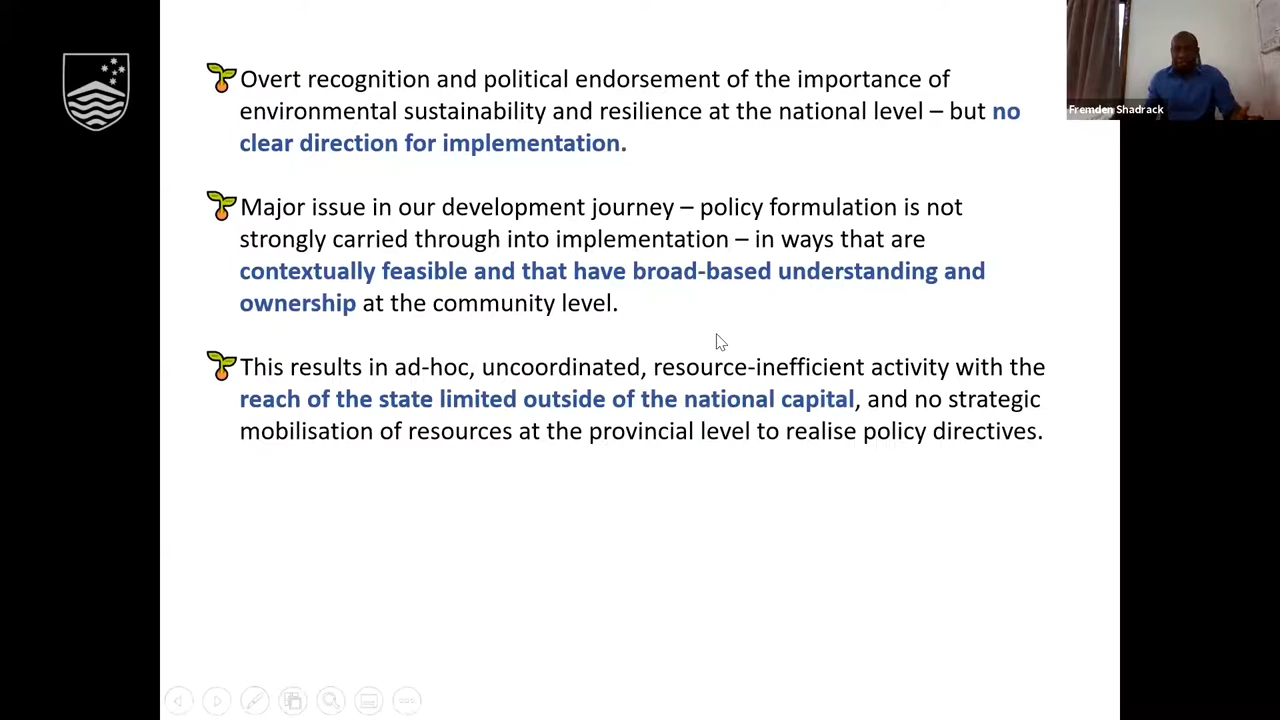 Overt recognition and political endorsement of the importance of
environmental sustainability and resilience at the national level – but no
clear direction for implementation.
Major issue in our development journey – policy formulation is not
strongly carried through into implementation – in ways that are
contextually feasible and that have broad-based understanding and
ownership at the community level.
This results in ad-hoc, uncoordinated, resource-inefficient activity with the
reach of the state limited outside of the national capital, and no strategic
mobilisation of resources at the provincial level to realise policy directives.
Fremden Shadrack